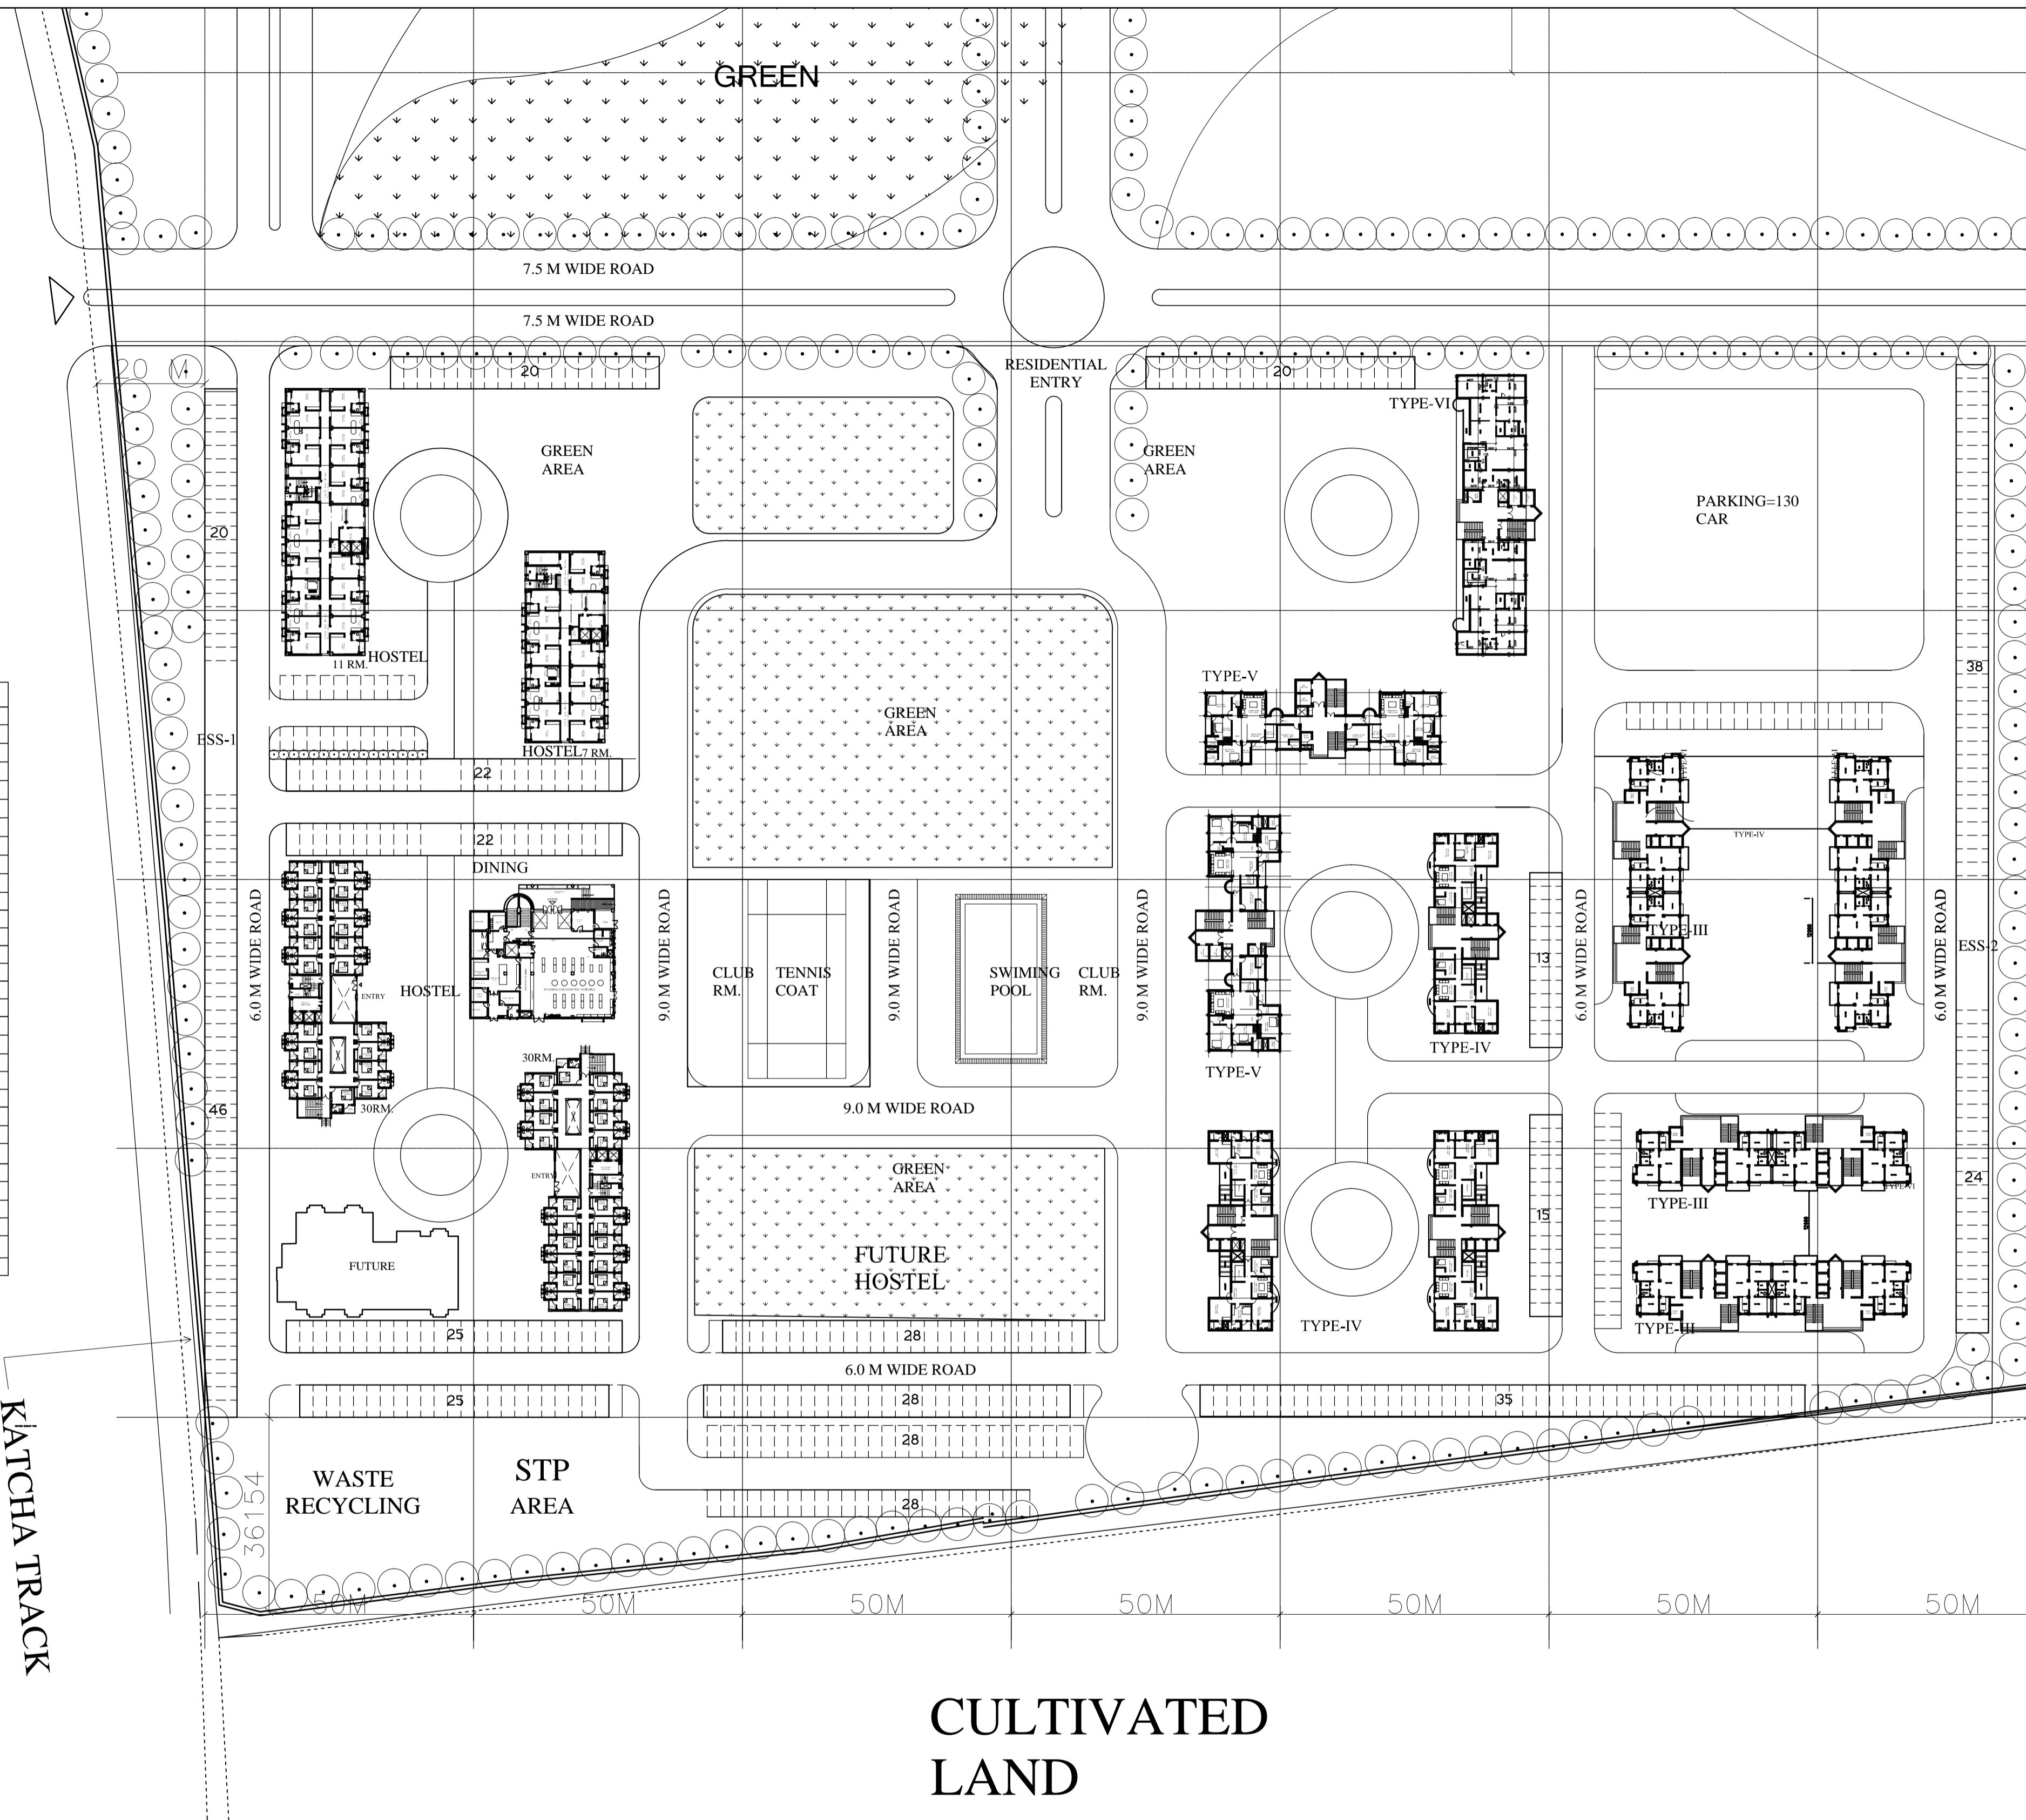 GREEN
7.5 M WIDE ROAD
7.5 M WIDE ROAD
RESIDENTIAL
ENTRY
20 M
20
20
TYPE-VI
GREEN
AREA
GREEN
AREA
PARKING=130
CAR
20
HOSTEL
11 RM.
38
TYPE-V
GREEN
AREA
ESS-1
HOSTEL
7 RM.
22
TYPE-IV
22
DINING
6.0 M WIDE ROAD
9.0 M WIDE ROAD
9.0 M WIDE ROAD
9.0 M WIDE ROAD
6.0 M WIDE ROAD
6.0 M WIDE ROAD
TYPE-III
ESS-2
CLUB
RM.
TENNIS
COAT
SWIMING
POOL
CLUB
RM.
13
HOSTEL
ENTRY
TYPE-IV
30RM.
TYPE-V
46
30RM.
9.0 M WIDE ROAD
GREEN
AREA
ENTRY
24
TYPE-III
15
FUTURE
HOSTEL
FUTURE
TYPE-IV
TYPE-III
25
28
6.0 M WIDE ROAD
25
28
35
28
WASTE
RECYCLING
STP
AREA
28
36154
KATCHA TRACK
50M
50M
50M
50M
50M
50M
50M
CULTIVATED
LAND